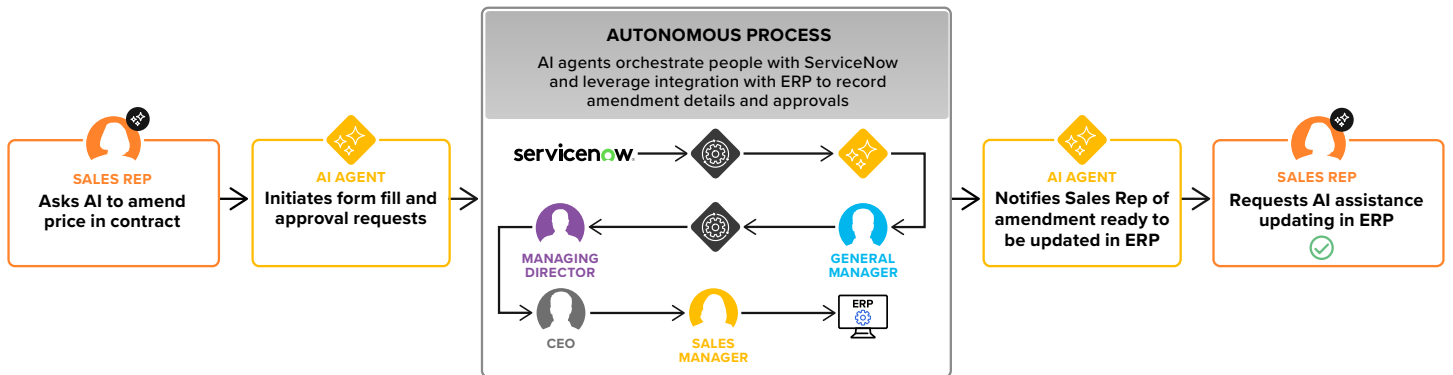 AUTONOMOUS PROCESS
AI agents orchestrate people with ServiceNow
and leverage integration with ERP to record
amendment details and approvals
SALES REP
Asks AI to amend
price in contract
AI AGENT
Initiates form fill and
approval requests
servicenow.
MANAGING
DIRECTOR
GENERAL
MANAGER
CEO
SALES
MANAGER
ERP
AI AGENT
Notifies Sales Rep of
amendment ready to
be updated in ERP
SALES REP
Requests AI assistance
updating in ERP